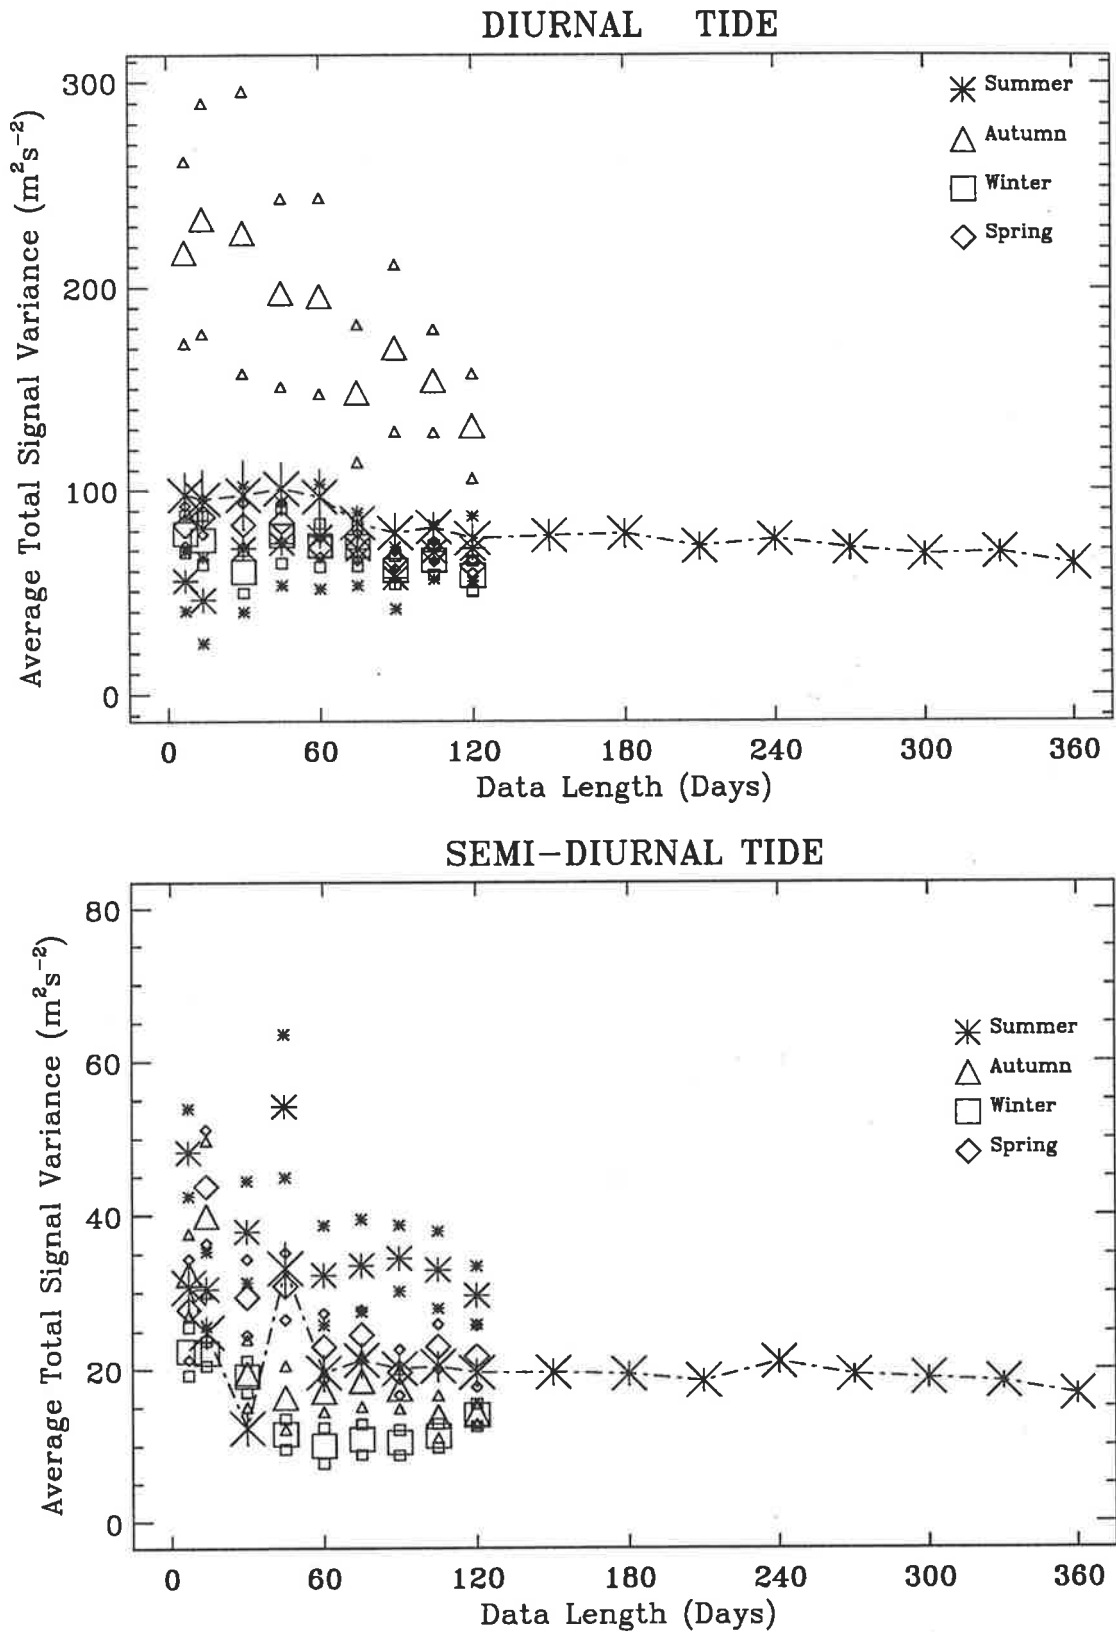 DIURNAL TIDE
Average Total Signal Variance (m²s⁻²)
300
200
100
0
Summer
Autumn
Winter
Spring
0 60 120 180 240 300 360
Data Length (Days)
SEMI-DIURNAL TIDE
Average Total Signal Variance (m²s⁻²)
80
60
40
20
0
Summer
Autumn
Winter
Spring
0 60 120 180 240 300 360
Data Length (Days)